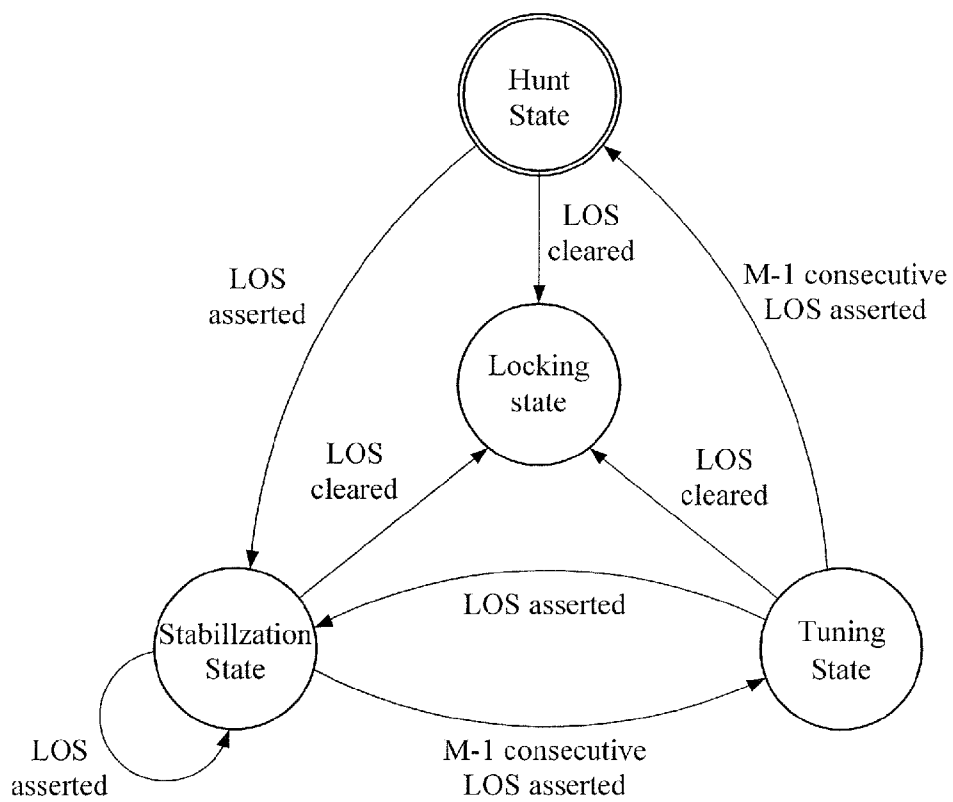 Hunt
State
LOS
cleared
LOS
asserted
M-1 consecutive
LOS asserted
Locking
state
LOS
cleared
LOS
cleared
LOS asserted
Stabillzation
State
Tuning
State
LOS
asserted
M-1 consecutive
LOS asserted